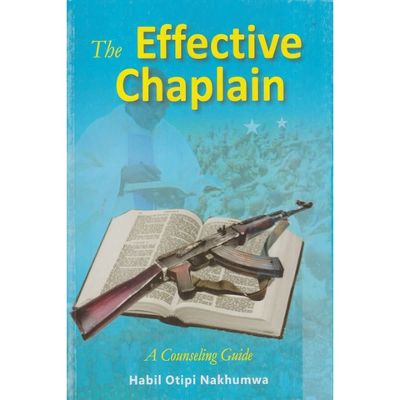 The Effective
Chaplain
A Counseling Guide
Habil Otipi Nakhumwa